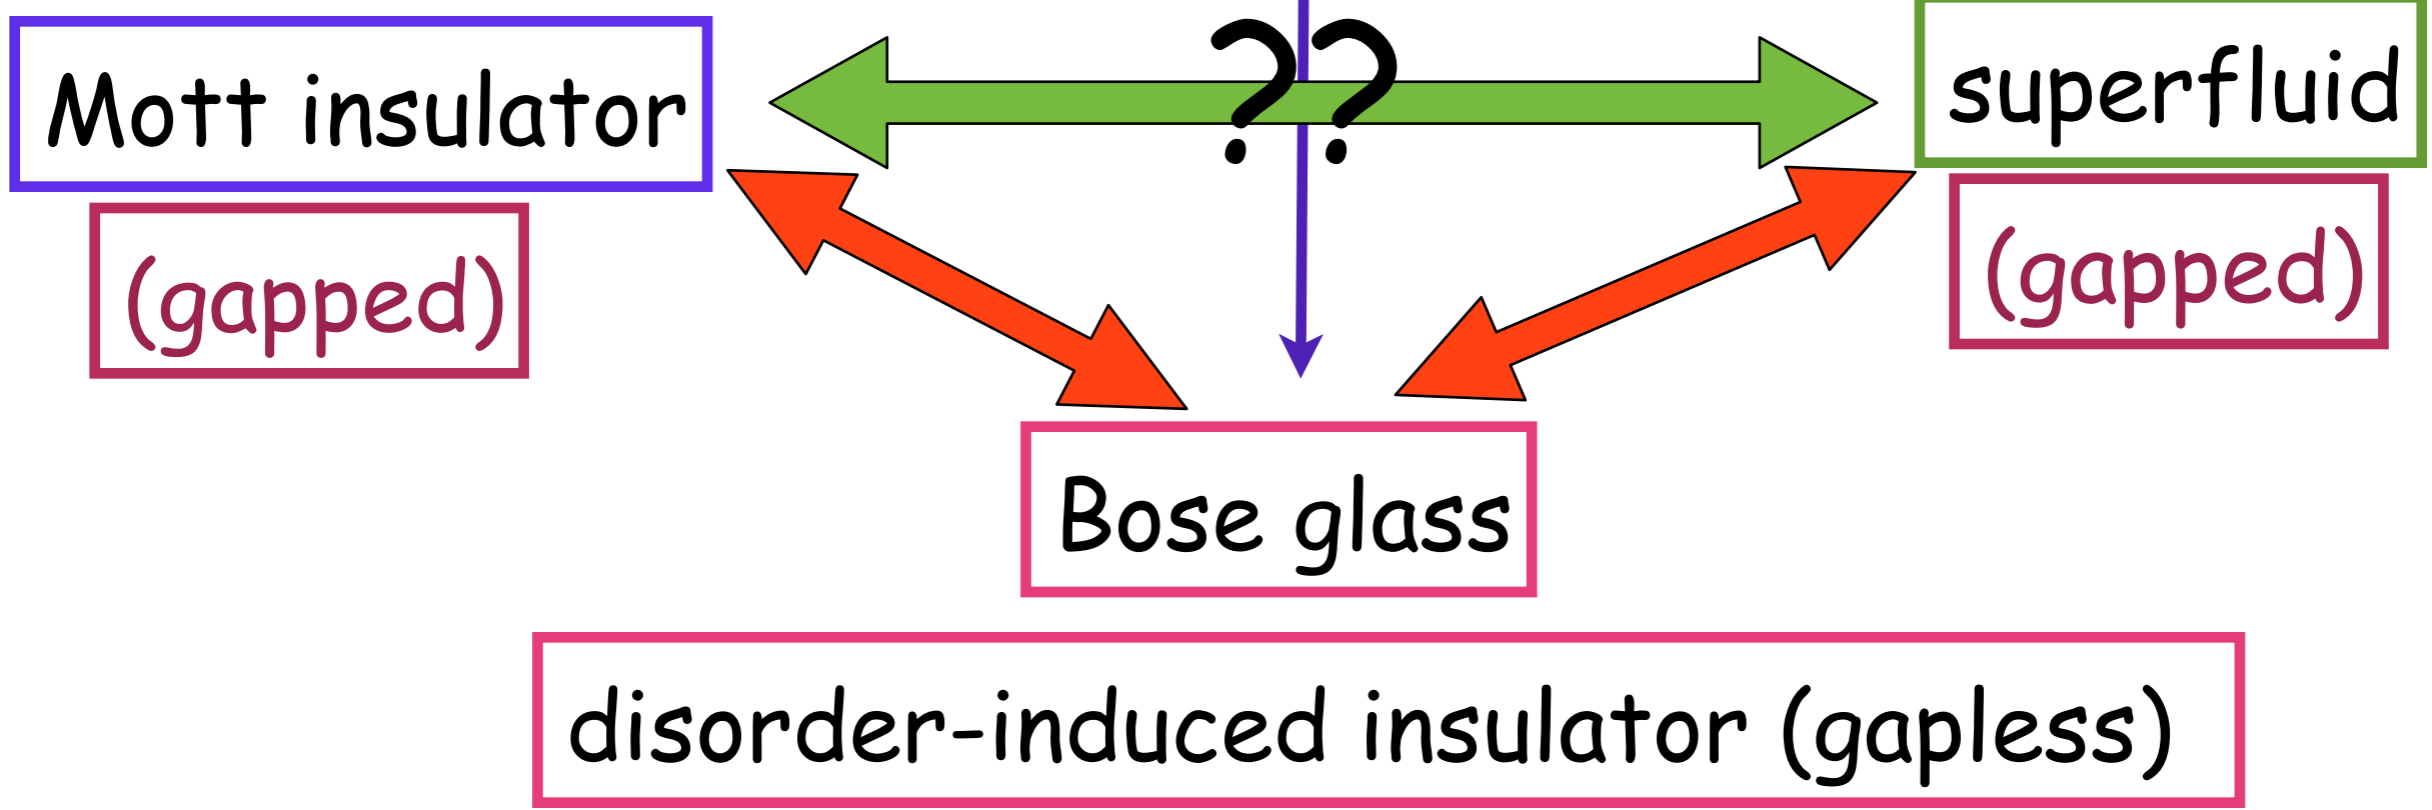 Mott insulator
??
superfluid
(gapped)
(gapped)
Bose glass
disorder-induced insulator (gapless)